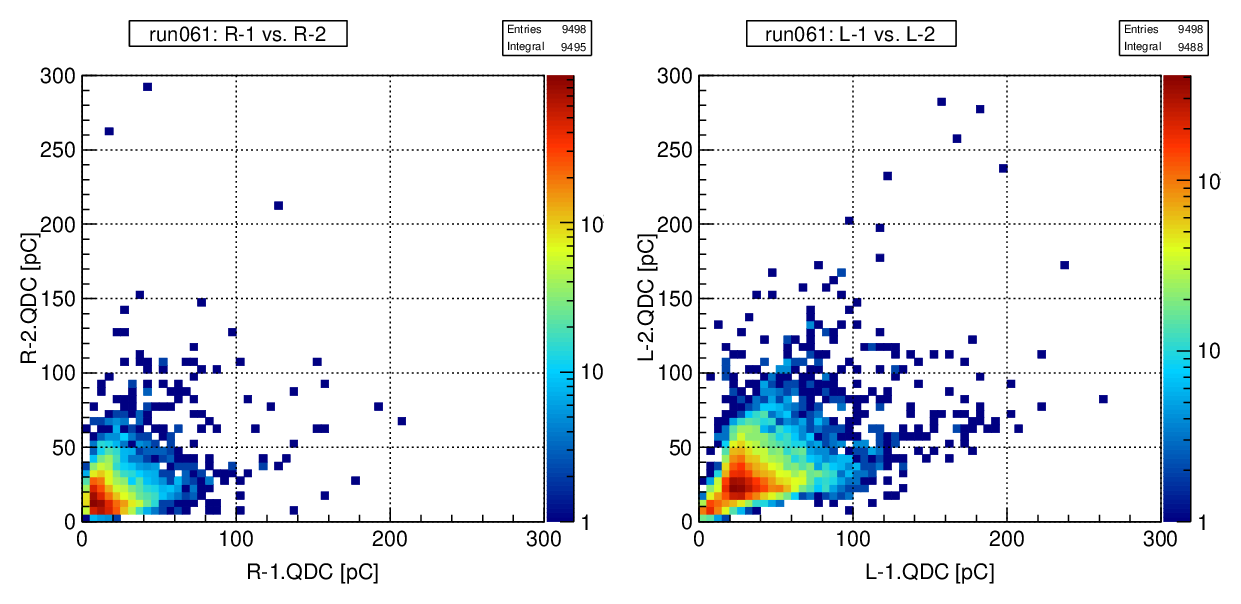 run061: R-1 vs. R-2
Entries 9498
Integral 9495
300
250
200
150
100
50
0
0 100 200 300
R-2.QDC [pC]
R-1.QDC [pC]
10
10
1
run061: L-1 vs. L-2
Entries 9498
Integral 9488
300
250
200
150
100
50
0
0 100 200 300
L-2.QDC [pC]
L-1.QDC [pC]
10
10
1